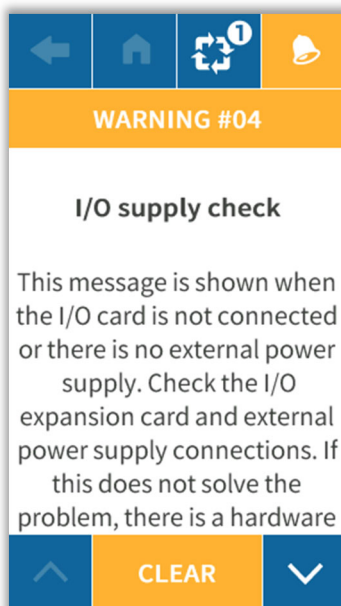 1
WARNING #04
I/O supply check
This message is shown when
the I/O card is not connected
or there is no external power
supply. Check the I/O
expansion card and external
power supply connections. If
this does not solve the
problem, there is a hardware
CLEAR